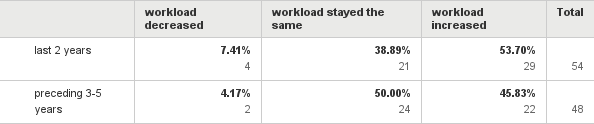 workload decreased workload stayed the same workload increased Total
last 2 years 7.41% 38.89% 53.70%
4 21 29 54
preceding 3-5 years 4.17% 50.00% 45.83%
2 24 22 48